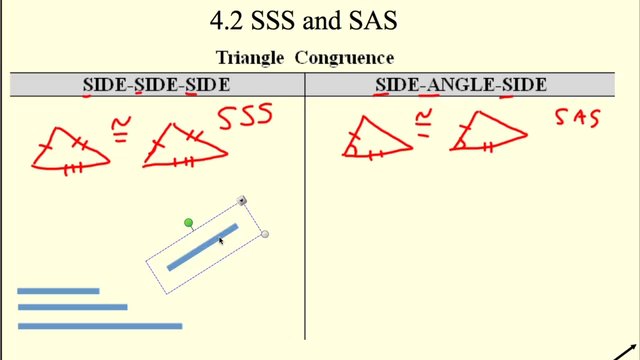 4.2 SSS and SAS
Triangle Congruence
SIDE-SIDE-SIDE
SIDE-ANGLE-SIDE
≅ SSS
≅ SAS